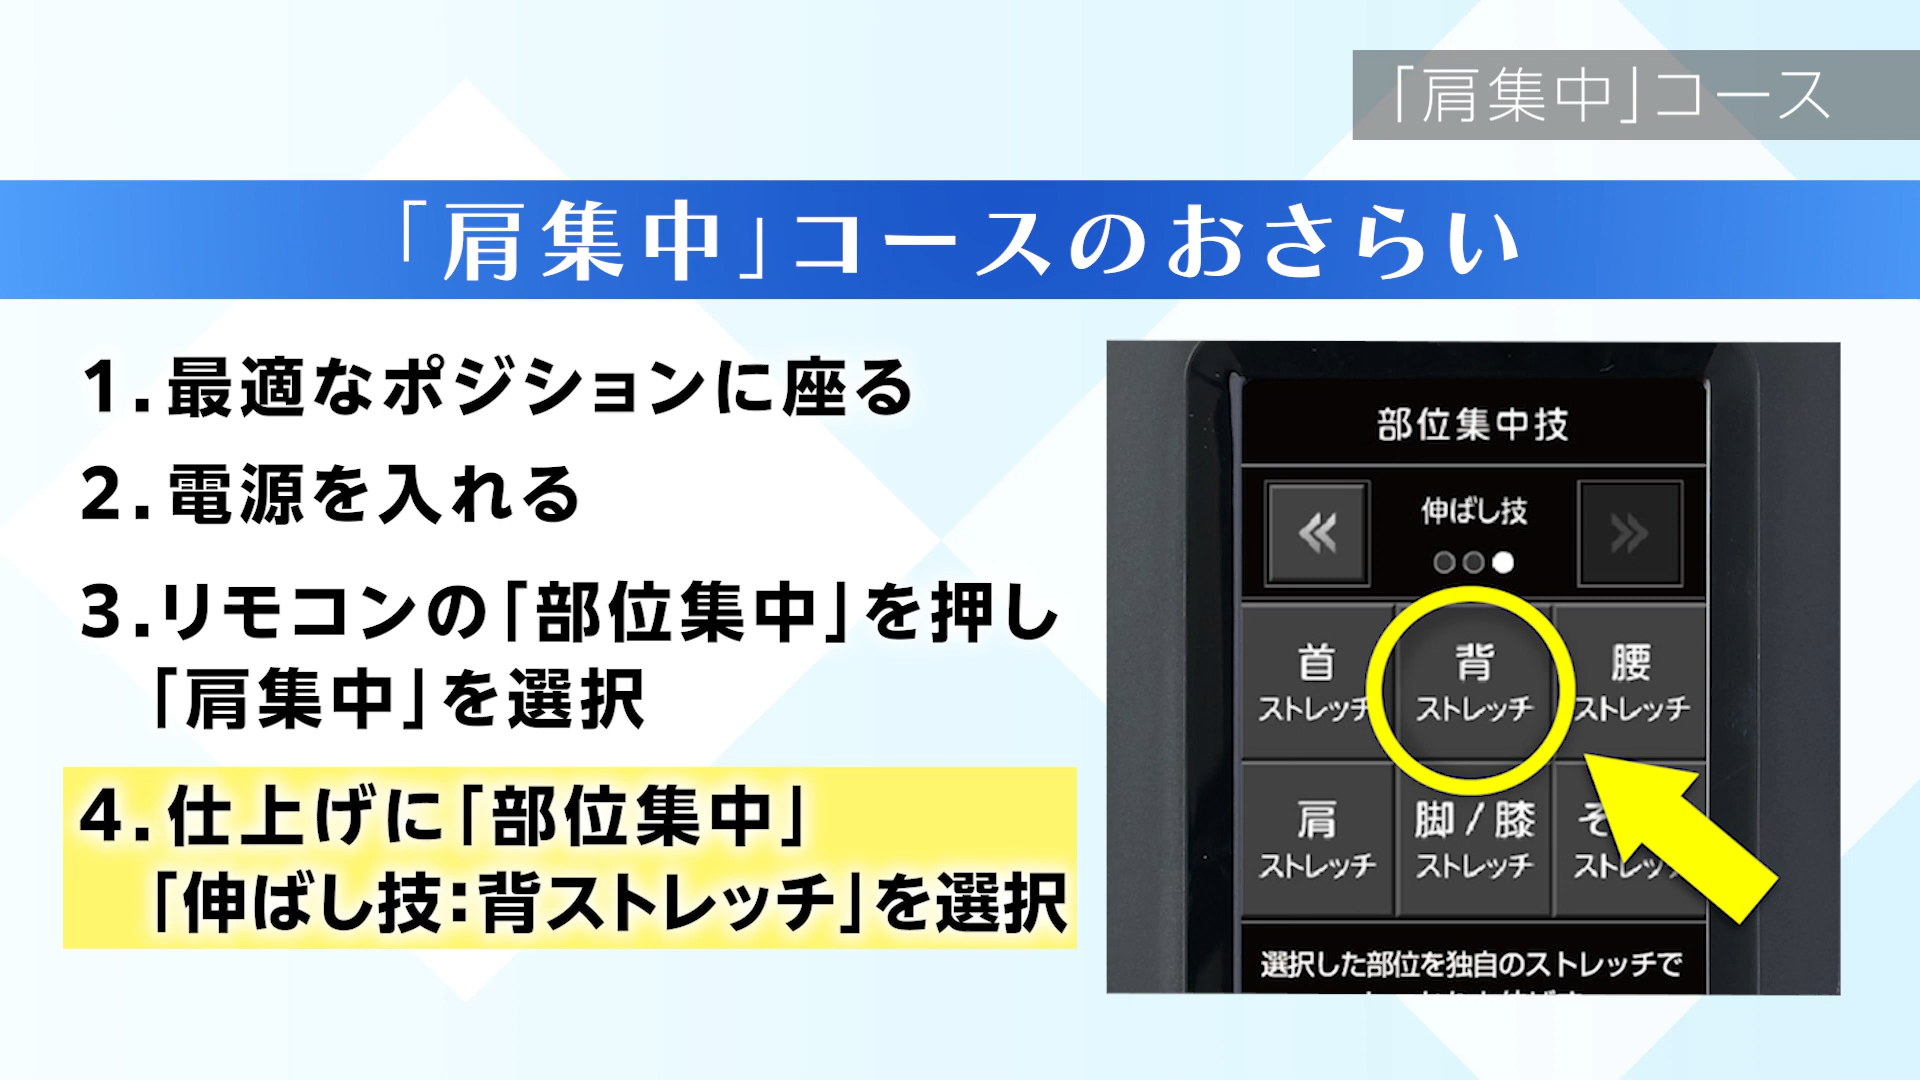 「肩集中」コース
「肩集中」コースのおさらい
1.最適なポジションに座る
2.電源を入れる
3.リモコンの「部位集中」を押し
「肩集中」を選択
4.仕上げに「部位集中」
「伸ばし技:背ストレッチ」を選択
部位集中技
伸ばし技
首 背 腰
ストレッチ ストレッチ ストレッチ
肩 脚/膝
ストレッチ ストレッチ
選択した部位を独自のストレッチで